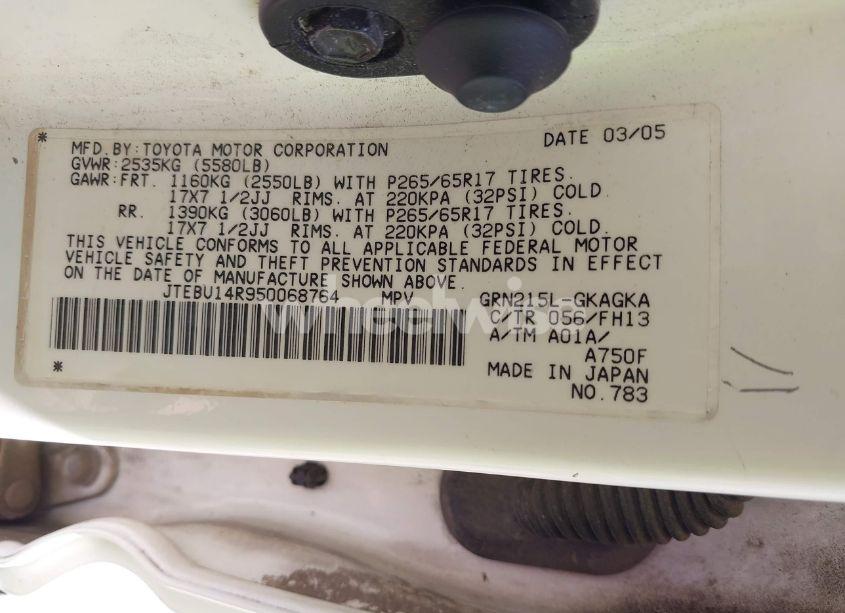 MFD.BY:TOYOTA MOTOR CORPORATION DATE 03/05
GVWR:2535KG (5580LB)
GAWR:FRT. 1160KG (2550LB) WITH P265/65R17 TIRES.
17X7 1/2JJ RIMS. AT 220KPA (32PSI) COLD.
RR. 1390KG (3060LB) WITH P265/65R17 TIRES.
17X7 1/2JJ RIMS. AT 220KPA (32PSI) COLD.
THIS VEHICLE CONFORMS TO ALL APPLICABLE FEDERAL MOTOR
VEHICLE SAFETY AND THEFT PREVENTION STANDARDS IN EFFECT
ON THE DATE OF MANUFACTURE SHOWN ABOVE.
JTEBU14R950068764 MPV GRN215L-GKAGKA
wheelwise
C/TR 056/FH13
A/TM A01A/
A750F
MADE IN JAPAN
NO.783